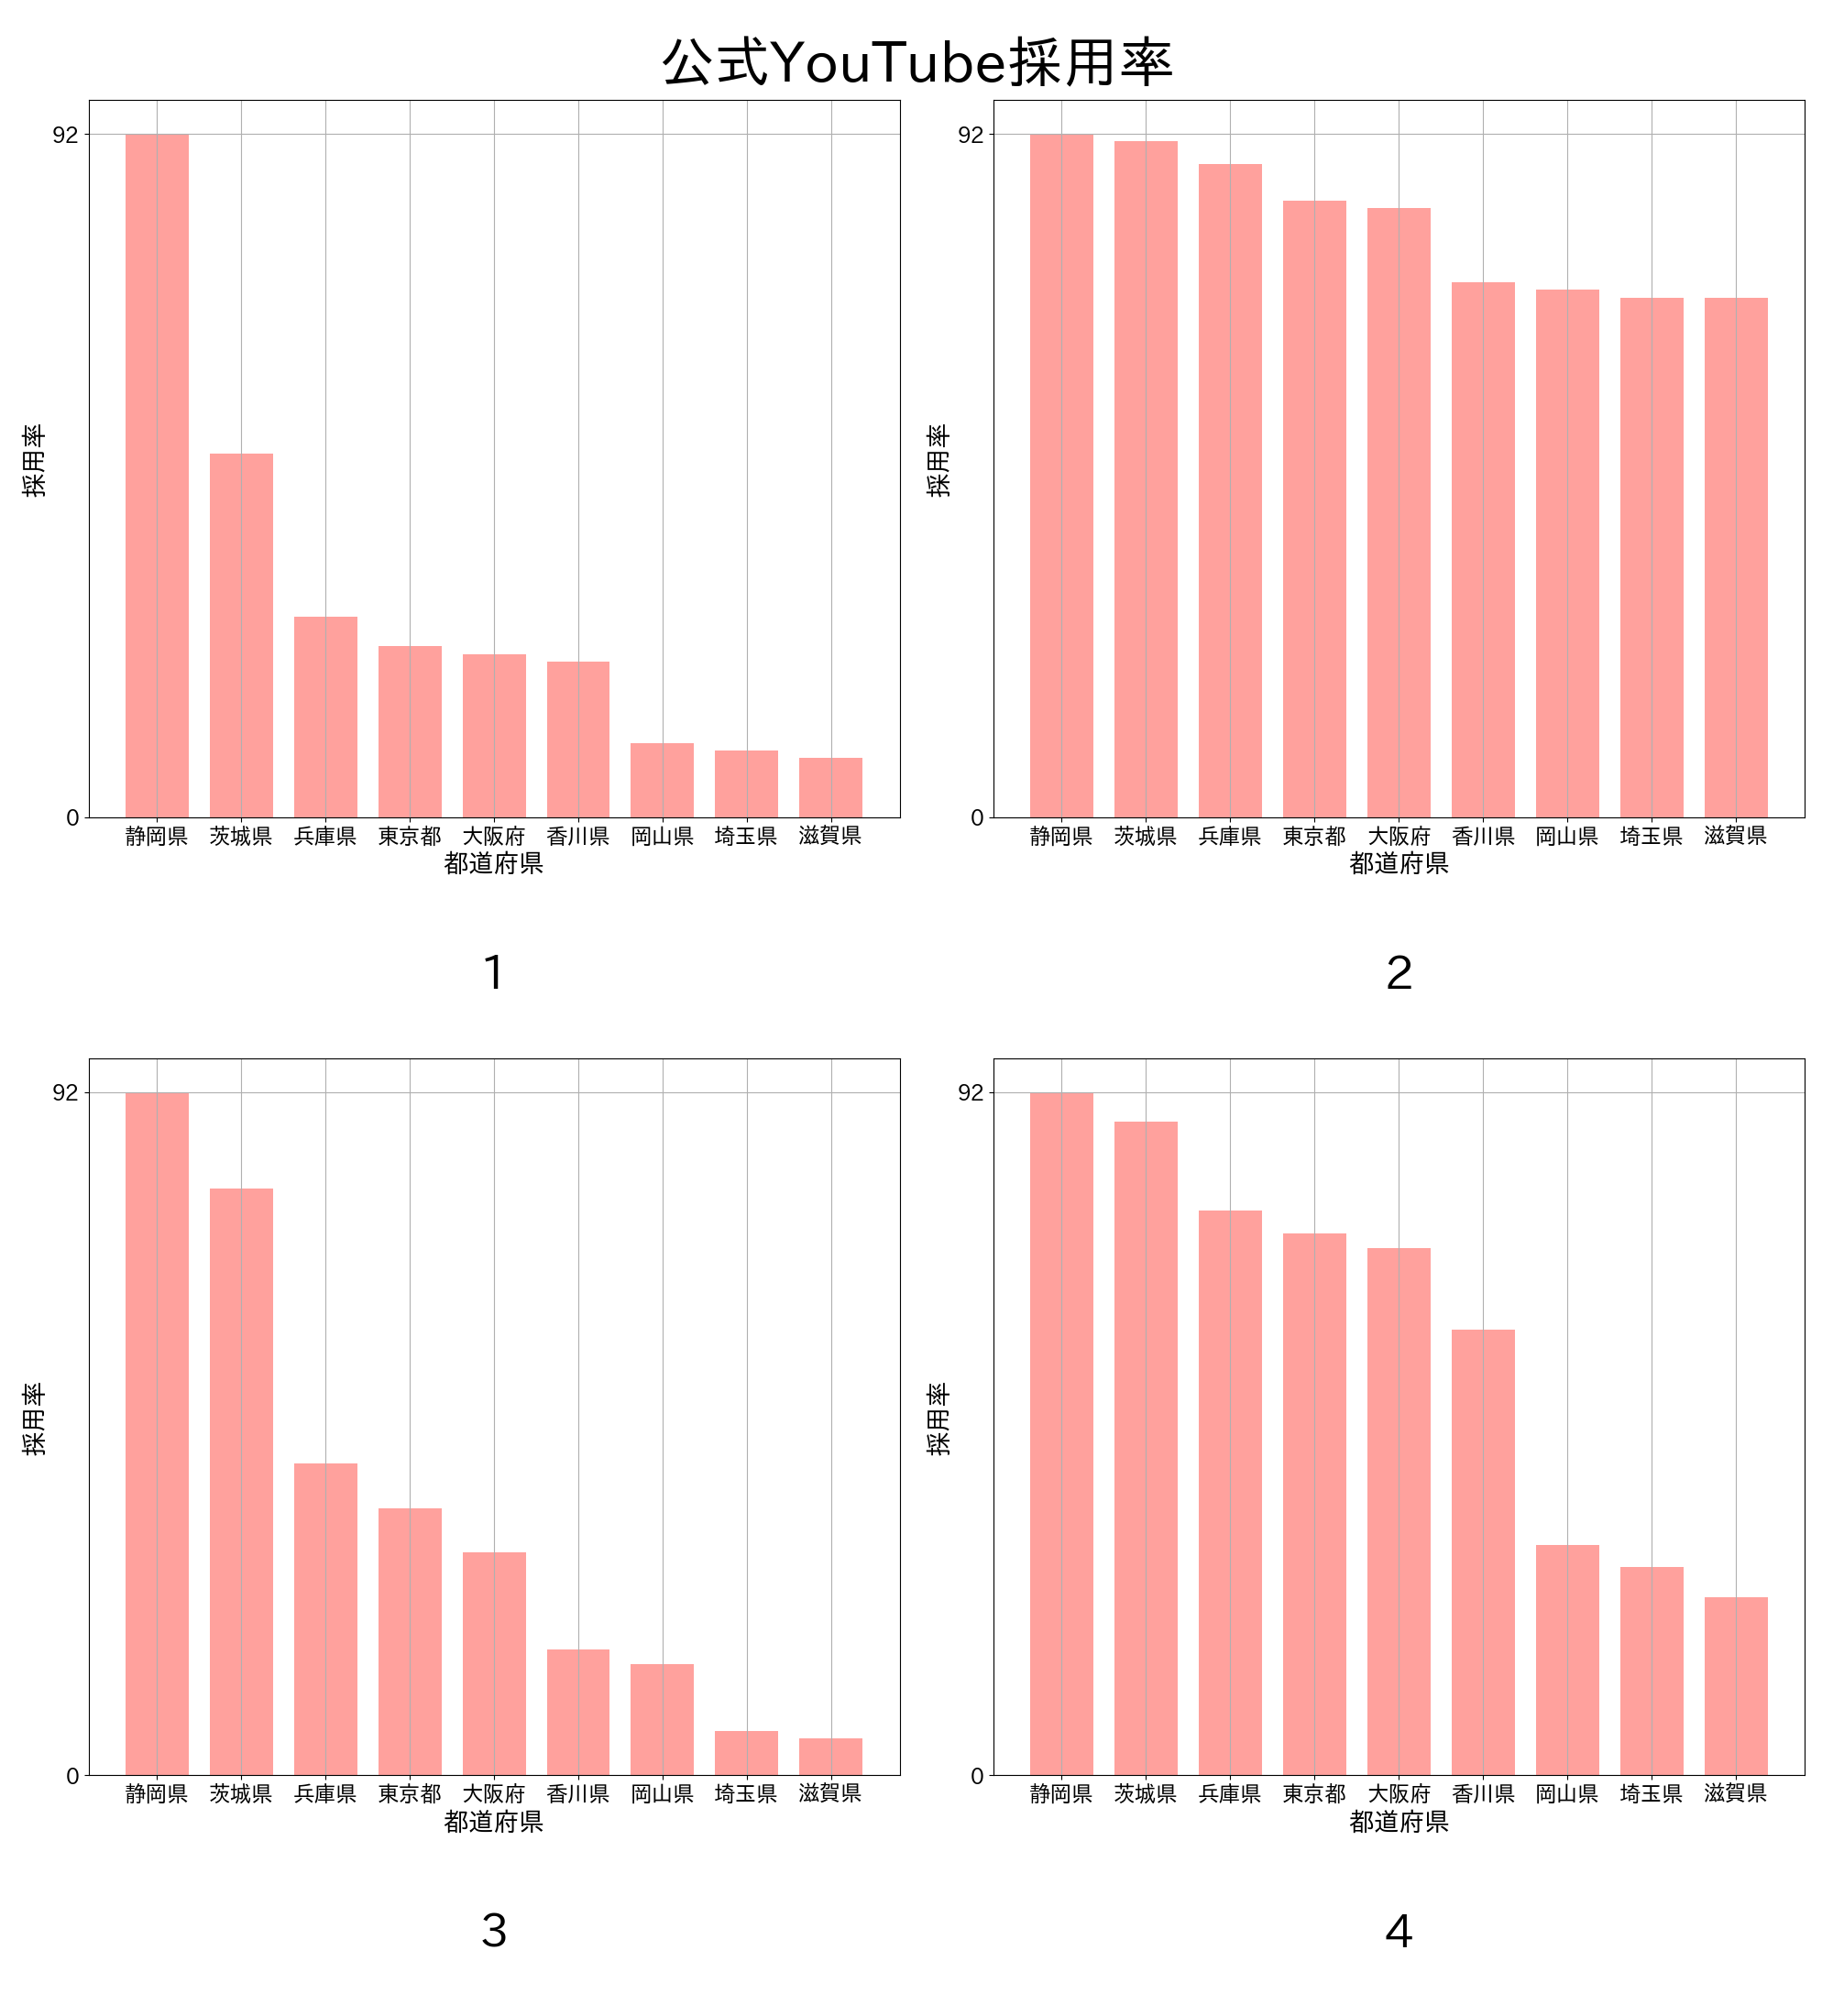 公式YouTube採用率
92
0
採用率
静岡県 茨城県 兵庫県 東京都 大阪府 香川県 岡山県 埼玉県 滋賀県
都道府県
1
92
0
採用率
静岡県 茨城県 兵庫県 東京都 大阪府 香川県 岡山県 埼玉県 滋賀県
都道府県
2
92
0
採用率
静岡県 茨城県 兵庫県 東京都 大阪府 香川県 岡山県 埼玉県 滋賀県
都道府県
3
92
0
採用率
静岡県 茨城県 兵庫県 東京都 大阪府 香川県 岡山県 埼玉県 滋賀県
都道府県
4